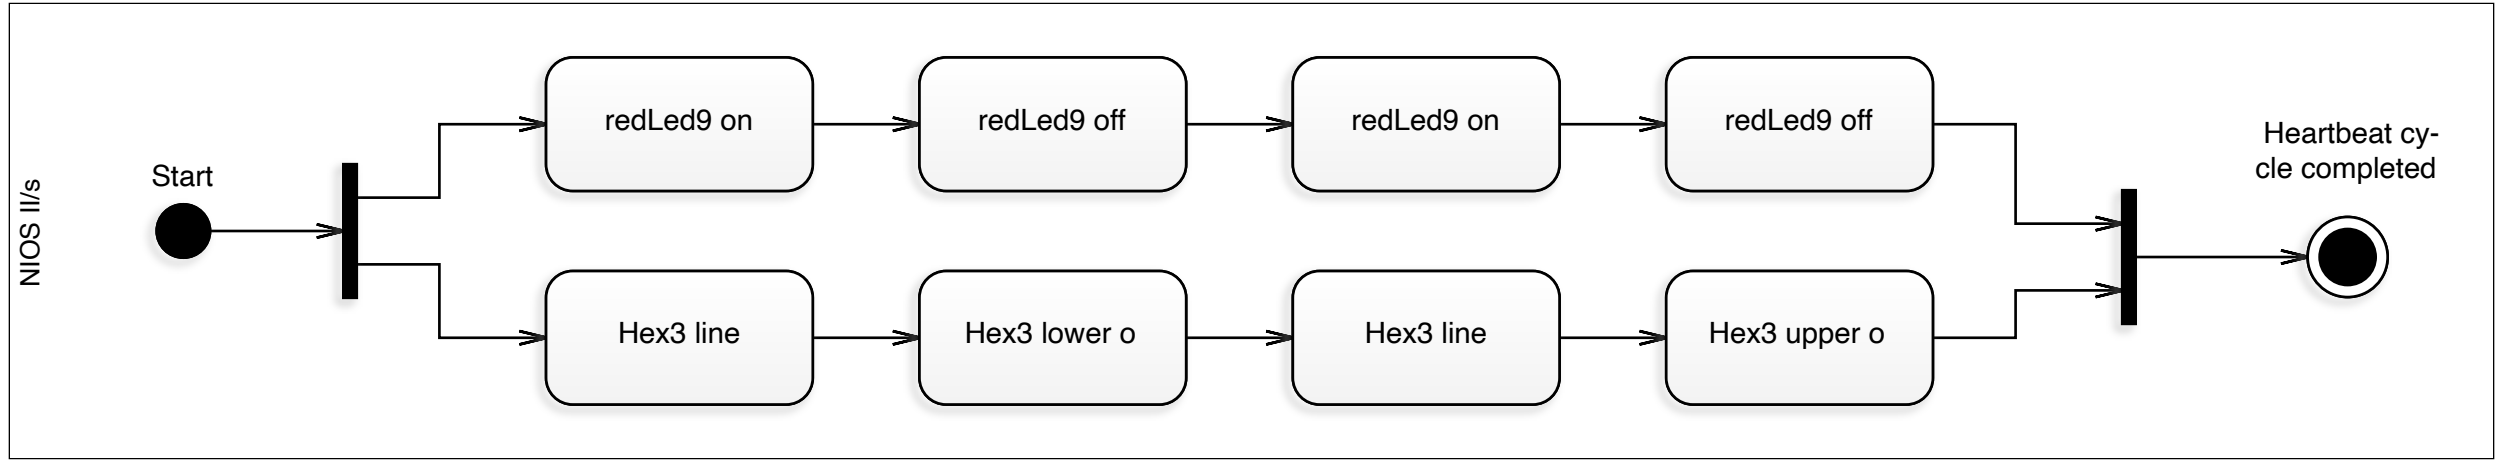 NIOS II/s
Start
redLed9 on
redLed9 off
redLed9 on
redLed9 off
Hex3 line
Hex3 lower o
Hex3 line
Hex3 upper o
Heartbeat cy-
cle completed